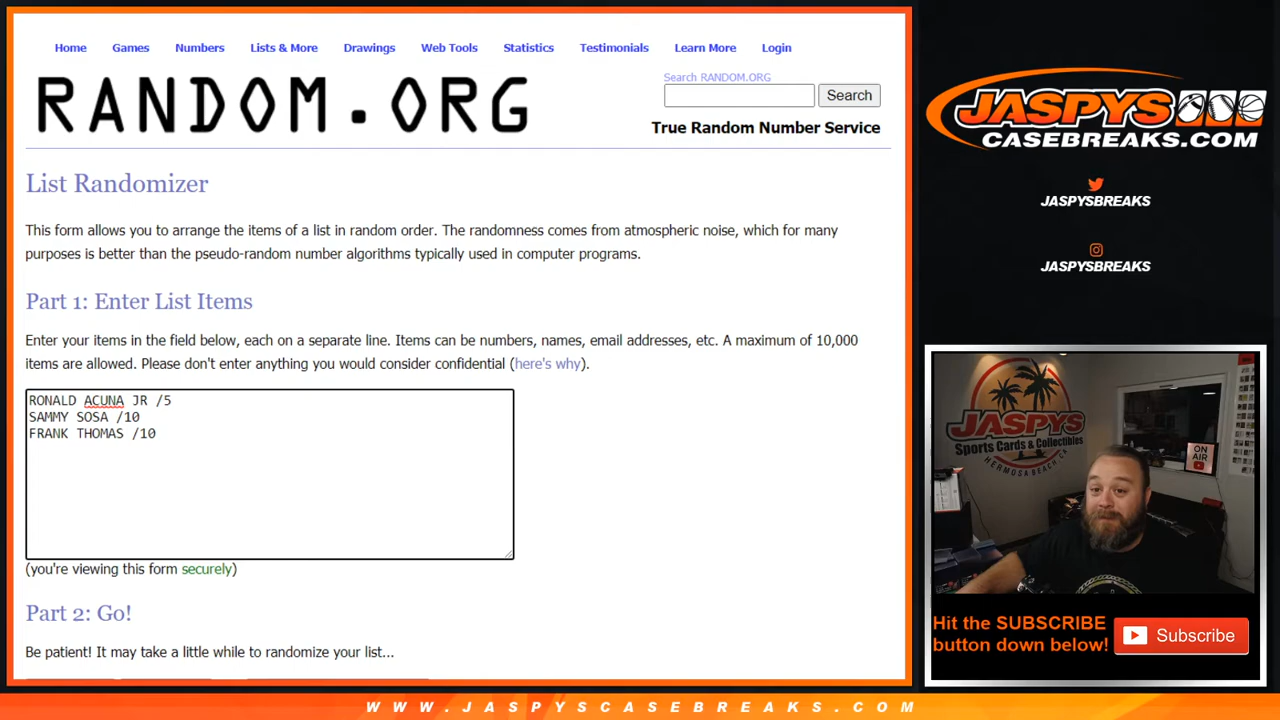 Home Games Numbers Lists & More Drawings Web Tools Statistics Testimonials Learn More Login
RANDOM.ORG
Search RANDOM.ORG
Search
True Random Number Service
List Randomizer
This form allows you to arrange the items of a list in random order. The randomness comes from atmospheric noise, which for many
purposes is better than the pseudo-random number algorithms typically used in computer programs.
Part 1: Enter List Items
Enter your items in the field below, each on a separate line. Items can be numbers, names, email addresses, etc. A maximum of 10,000
items are allowed. Please don't enter anything you would consider confidential (here's why).
RONALD ACUNA JR /5
SAMMY SOSA /10
FRANK THOMAS /10
(you're viewing this form securely)
Part 2: Go!
Be patient! It may take a little while to randomize your list...
JASPYS
CASEBREAKS.COM
JASPYSBREAKS
JASPYSBREAKS
JASPYS
Sports Cards & Collectibles
HERMOSA BEACH, CA
ON
AIR
Hit the SUBSCRIBE
button down below!
Subscribe
WWW.JASPYSCASEBREAKS.COM